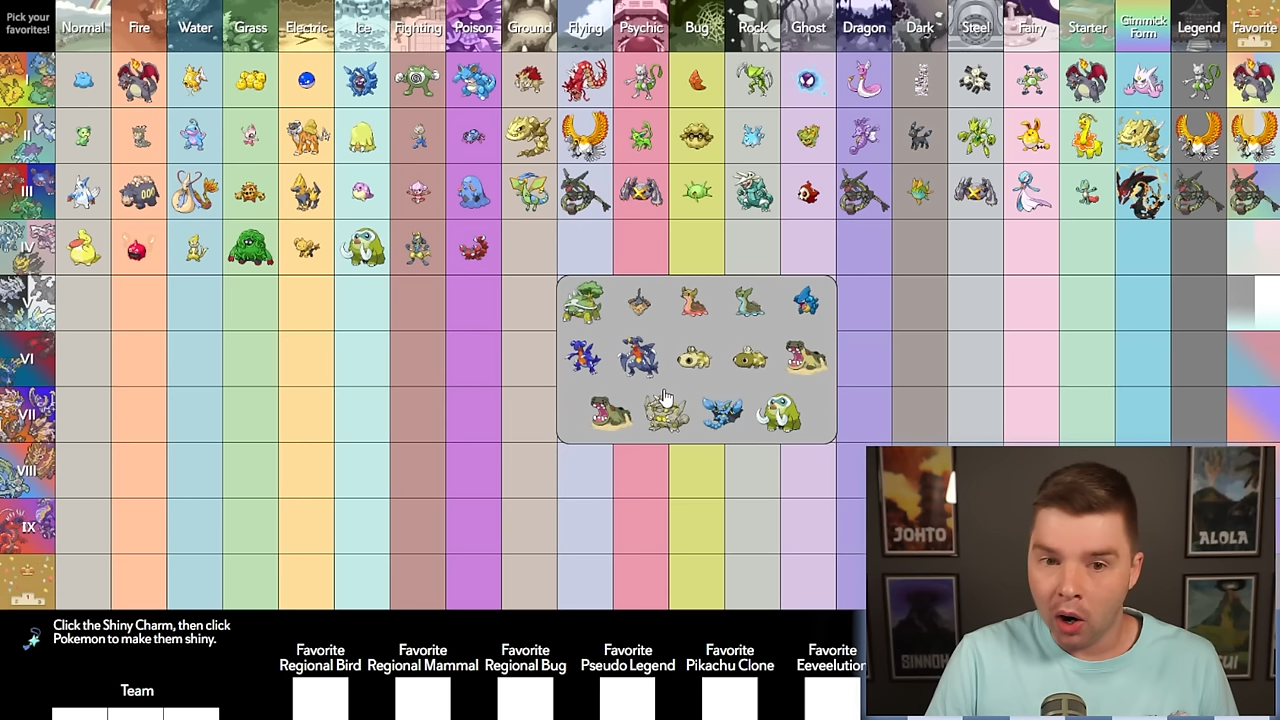 Pick your
favorites!
Normal Fire Water Grass Electric Ice Fighting Poison Ground Flying Psychic Bug Rock Ghost Dragon Dark Steel Fairy Starter Gimmick Form Legend Favorite
II
III
IV
V
VI
VII
VIII
IX
JOHTO
ALOLA
SINNOH
Click the Shiny Charm, then click
Pokemon to make them shiny.
Team
Favorite
Regional Bird
Favorite
Regional Mammal
Favorite
Regional Bug
Favorite
Pseudo Legend
Favorite
Pikachu Clone
Favorite
Eeveelution